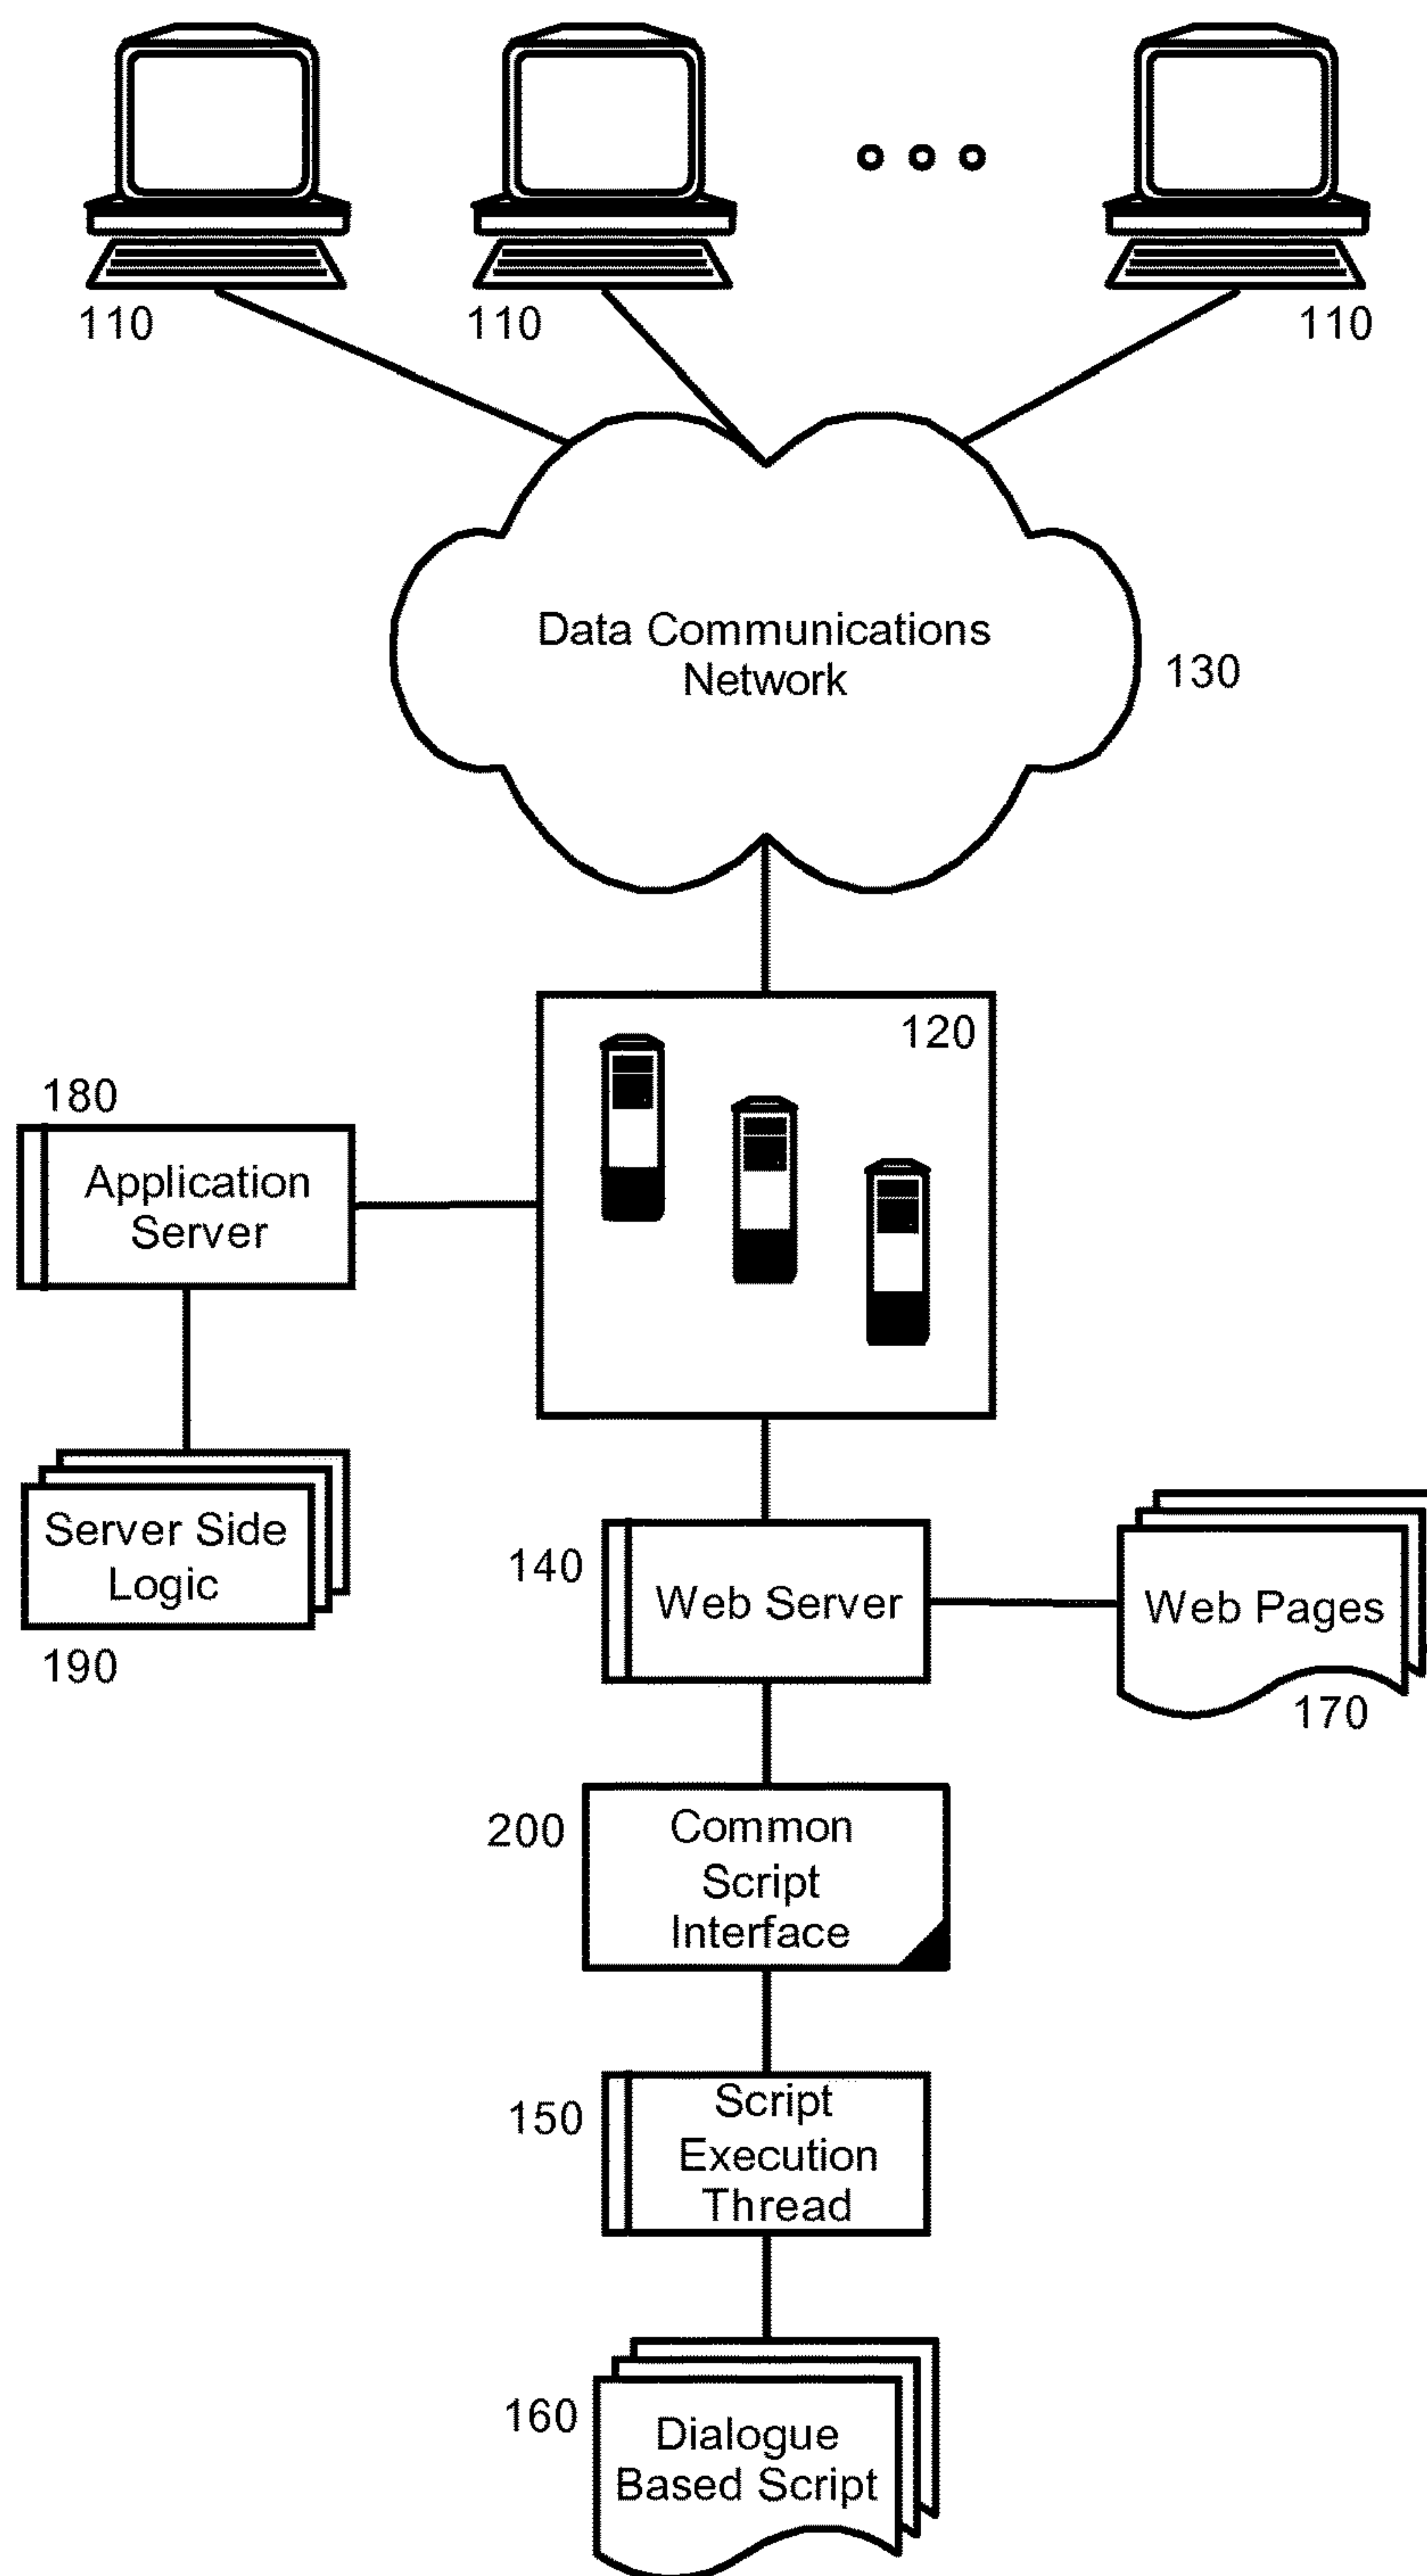 110
110
110
Data Communications
Network
130
120
180
Application
Server
Server Side
Logic
190
140
Web Server
Web Pages
170
200
Common
Script
Interface
150
Script
Execution
Thread
160
Dialogue
Based Script